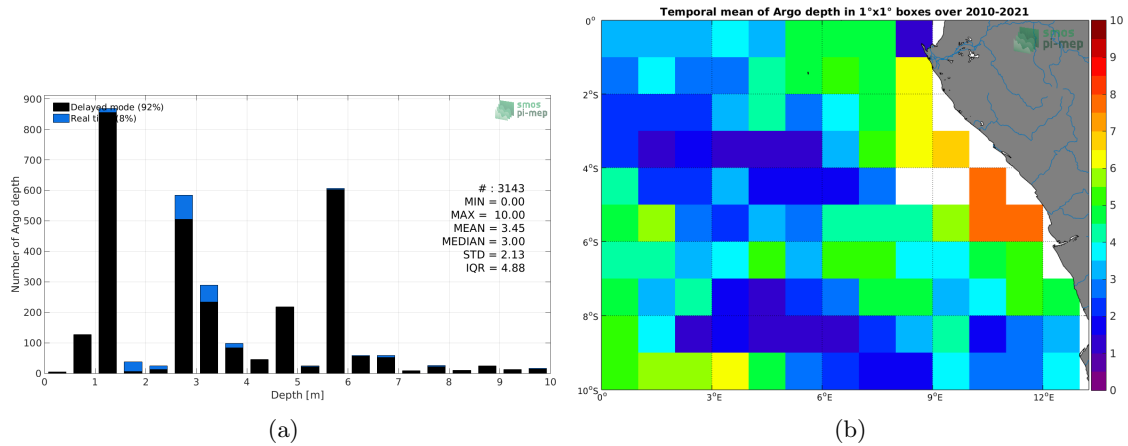 Temporal mean of Argo depth in 1°x1° boxes over 2010-2021
smos
pi-mep
Delayed mode (92%)
smos
pi-mep
# : 3143
MIN = 0.00
MAX = 10.00
MEAN = 3.45
MEDIAN = 3.00
STD = 2.13
IQR = 4.88
Number of Argo depth
900
800
700
600
500
400
300
200
100
0
0 1 2 3 4 5 6 7 8 9 10
Depth [m]
(a)
0°
2°S
4°S
6°S
8°S
10°S
0° 3°E 6°E 9°E 12°E
10
9
8
7
6
5
4
3
2
1
0
(b)